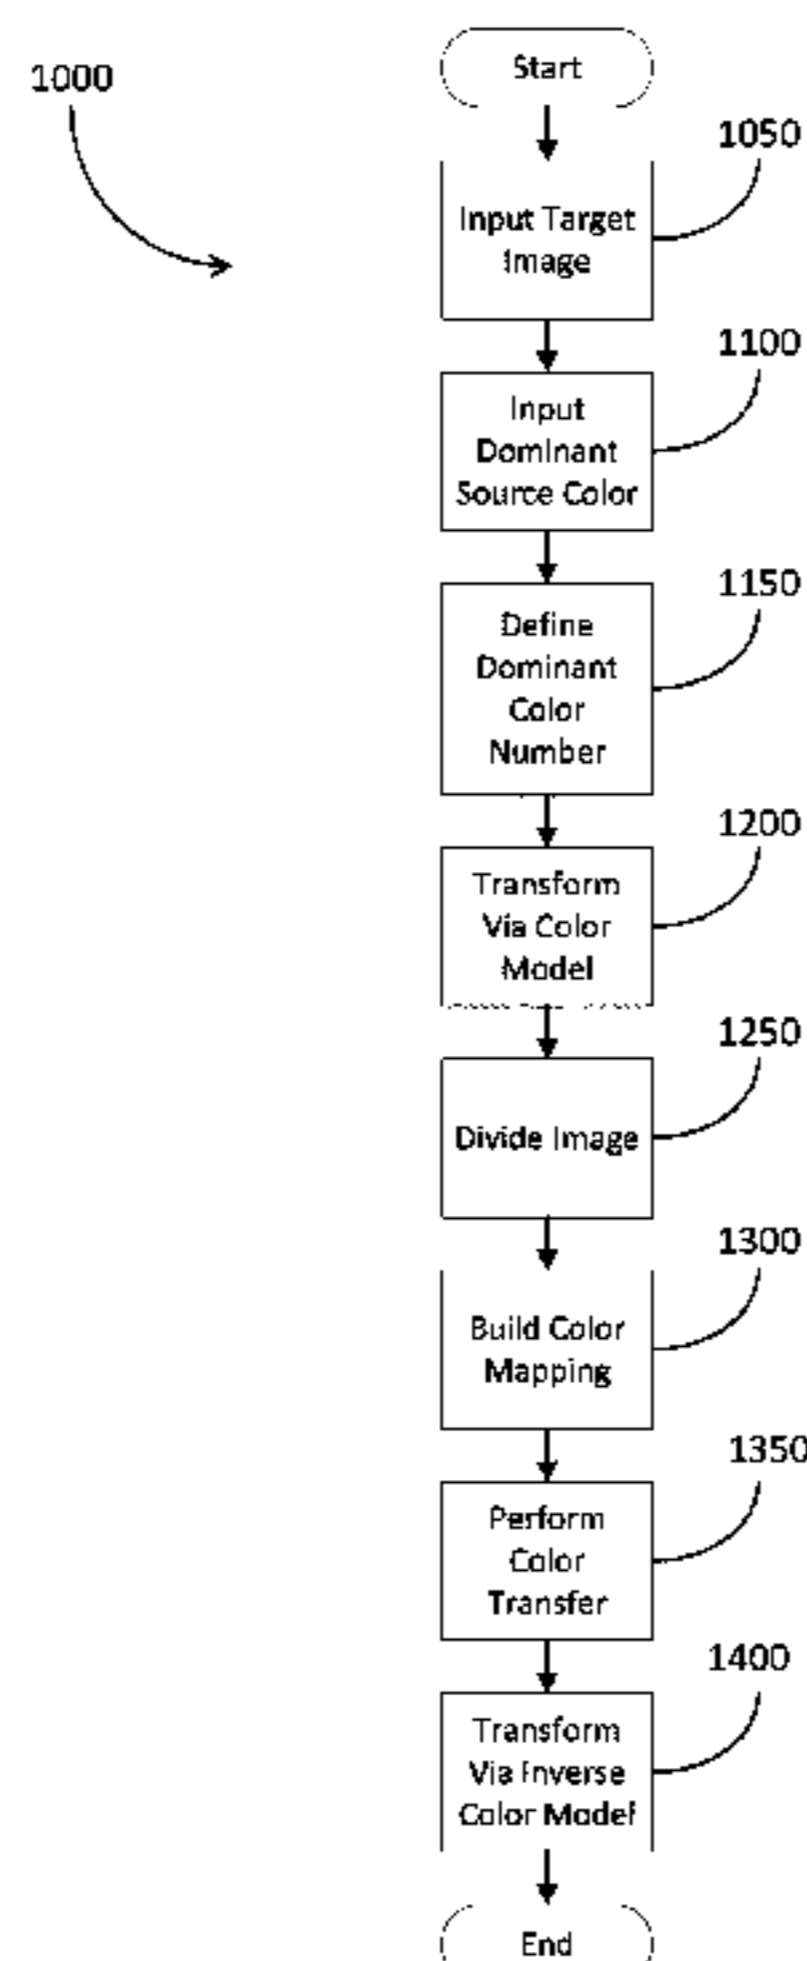 Start
1000
1050
Input Target
Image
1100
Input
Dominant
Source Color
1150
Define
Dominant
Color
Number
1200
Transform
Via Color
Model
1250
Divide Image
1300
Build Color
Mapping
1350
Perform
Color
Transfer
1400
Transform
Via Inverse
Color Model
End